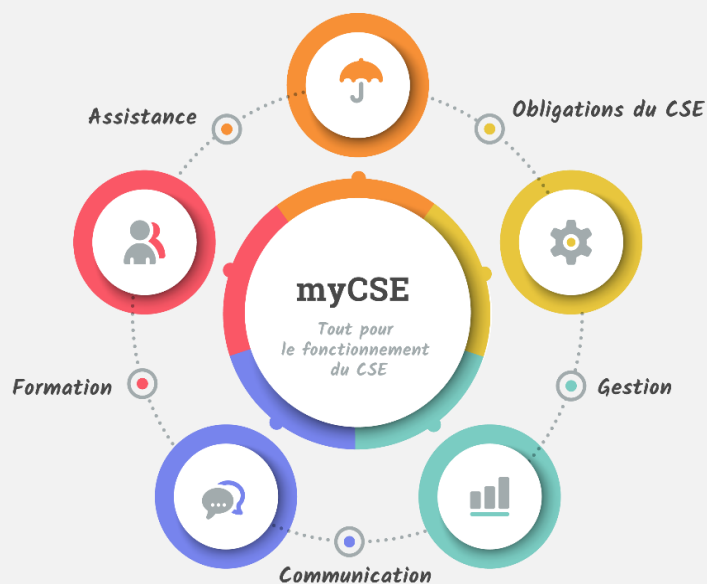 Assistance
Obligations du CSE
myCSE
Tout pour
le fonctionnement
du CSE
Formation
Gestion
Communication